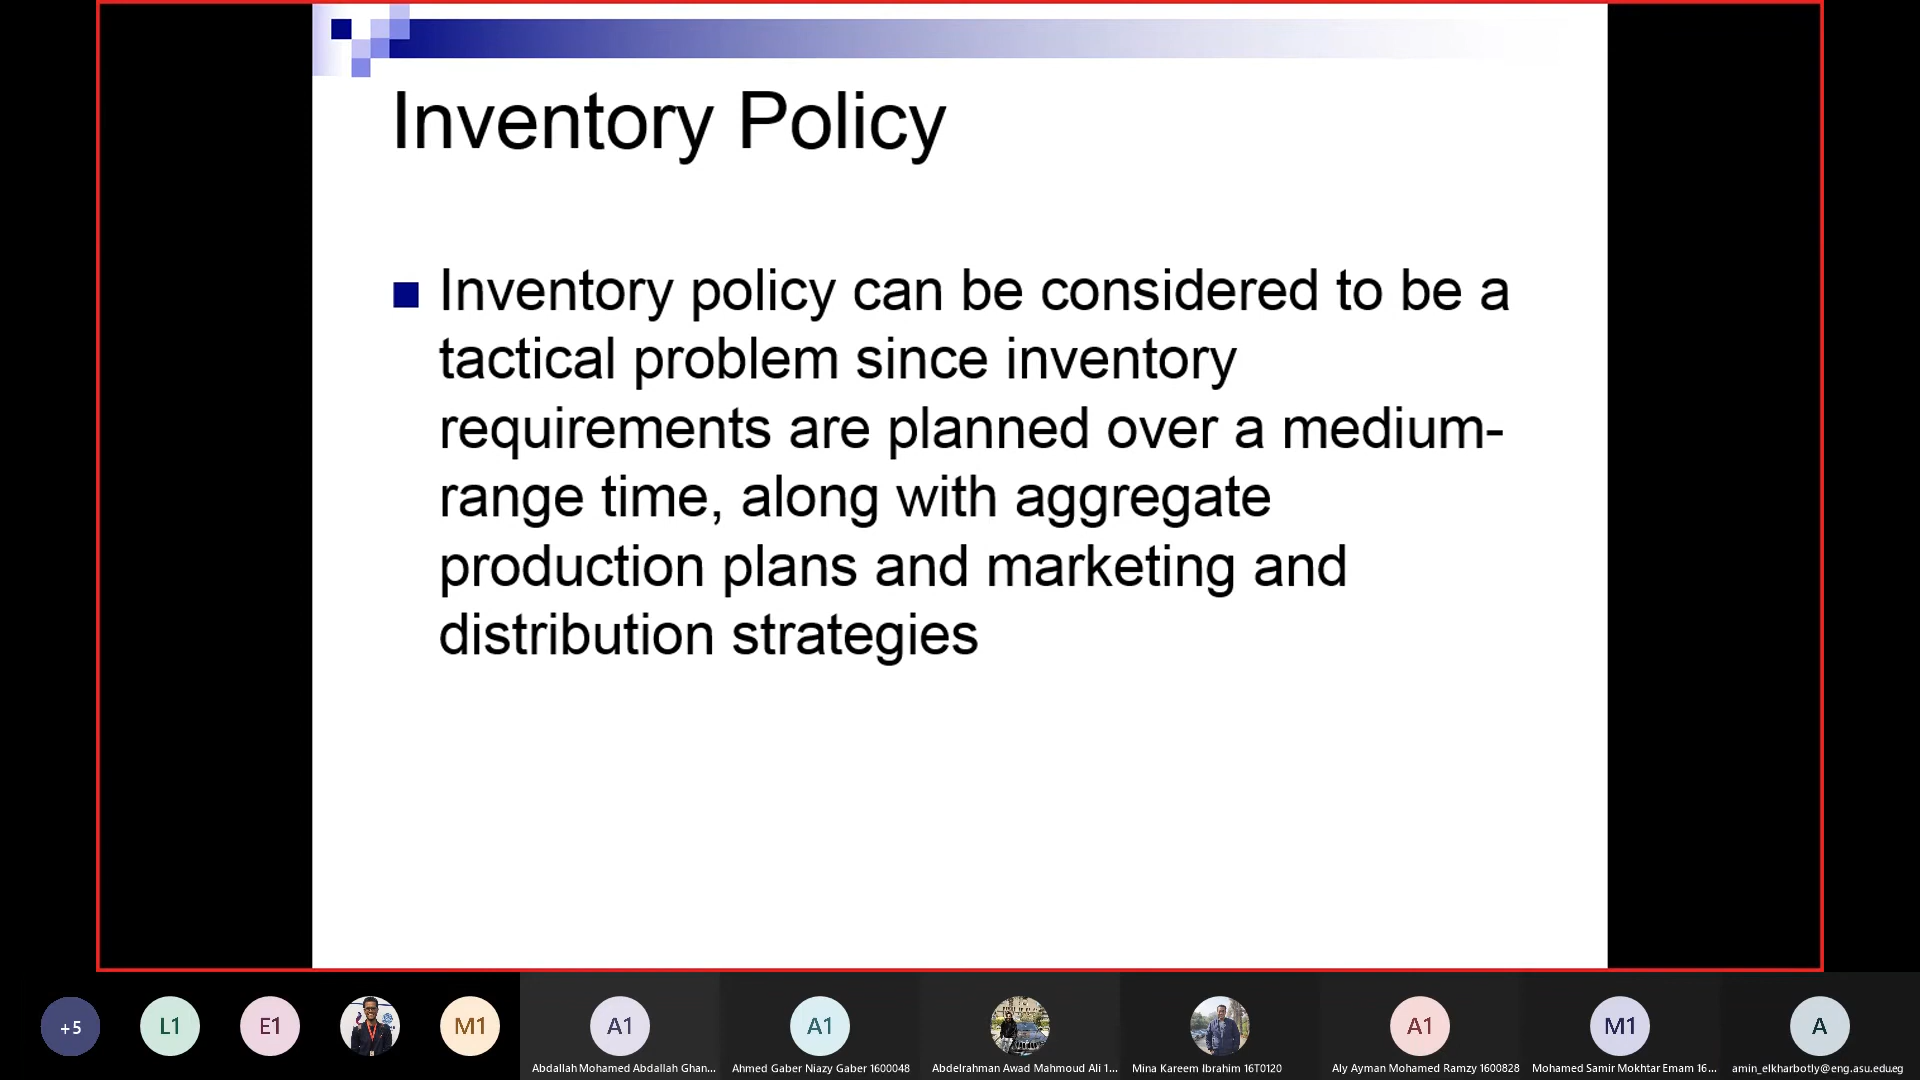 Inventory Policy
Inventory policy can be considered to be a
tactical problem since inventory
requirements are planned over a medium-
range time, along with aggregate
production plans and marketing and
distribution strategies
+5
L1
E1
M1
A1
A1
A1
M1
A
Abdallah Mohamed Abdallah Ghan...
Ahmed Gaber Niazy Gaber 1600048
Abdelrahman Awad Mahmoud Ali 1...
Mina Kareem Ibrahim 16T0120
Aly Ayman Mohamed Ramzy 1600828
Mohamed Samir Mokhtar Emam 16...
amin_elkharbotly@eng.asu.edu.eg